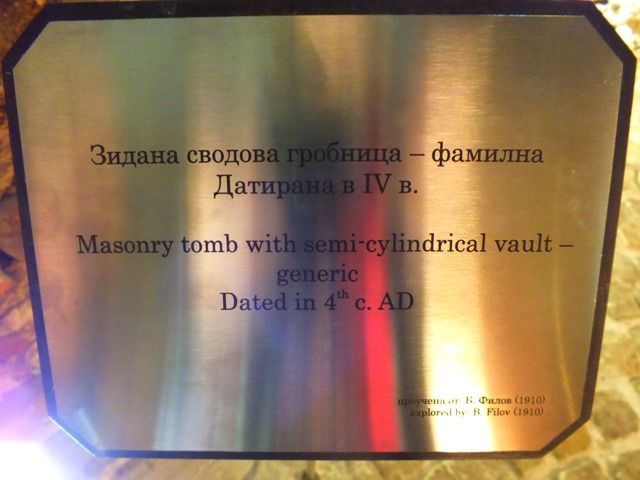 Зидана сводова гробница – фамилна
Датирана в IV в.
Masonry tomb with semi-cylindrical vault –
generic
Dated in 4th c. AD
проучена от: Б. Филов (1910)
explored by: B. Filov (1910)